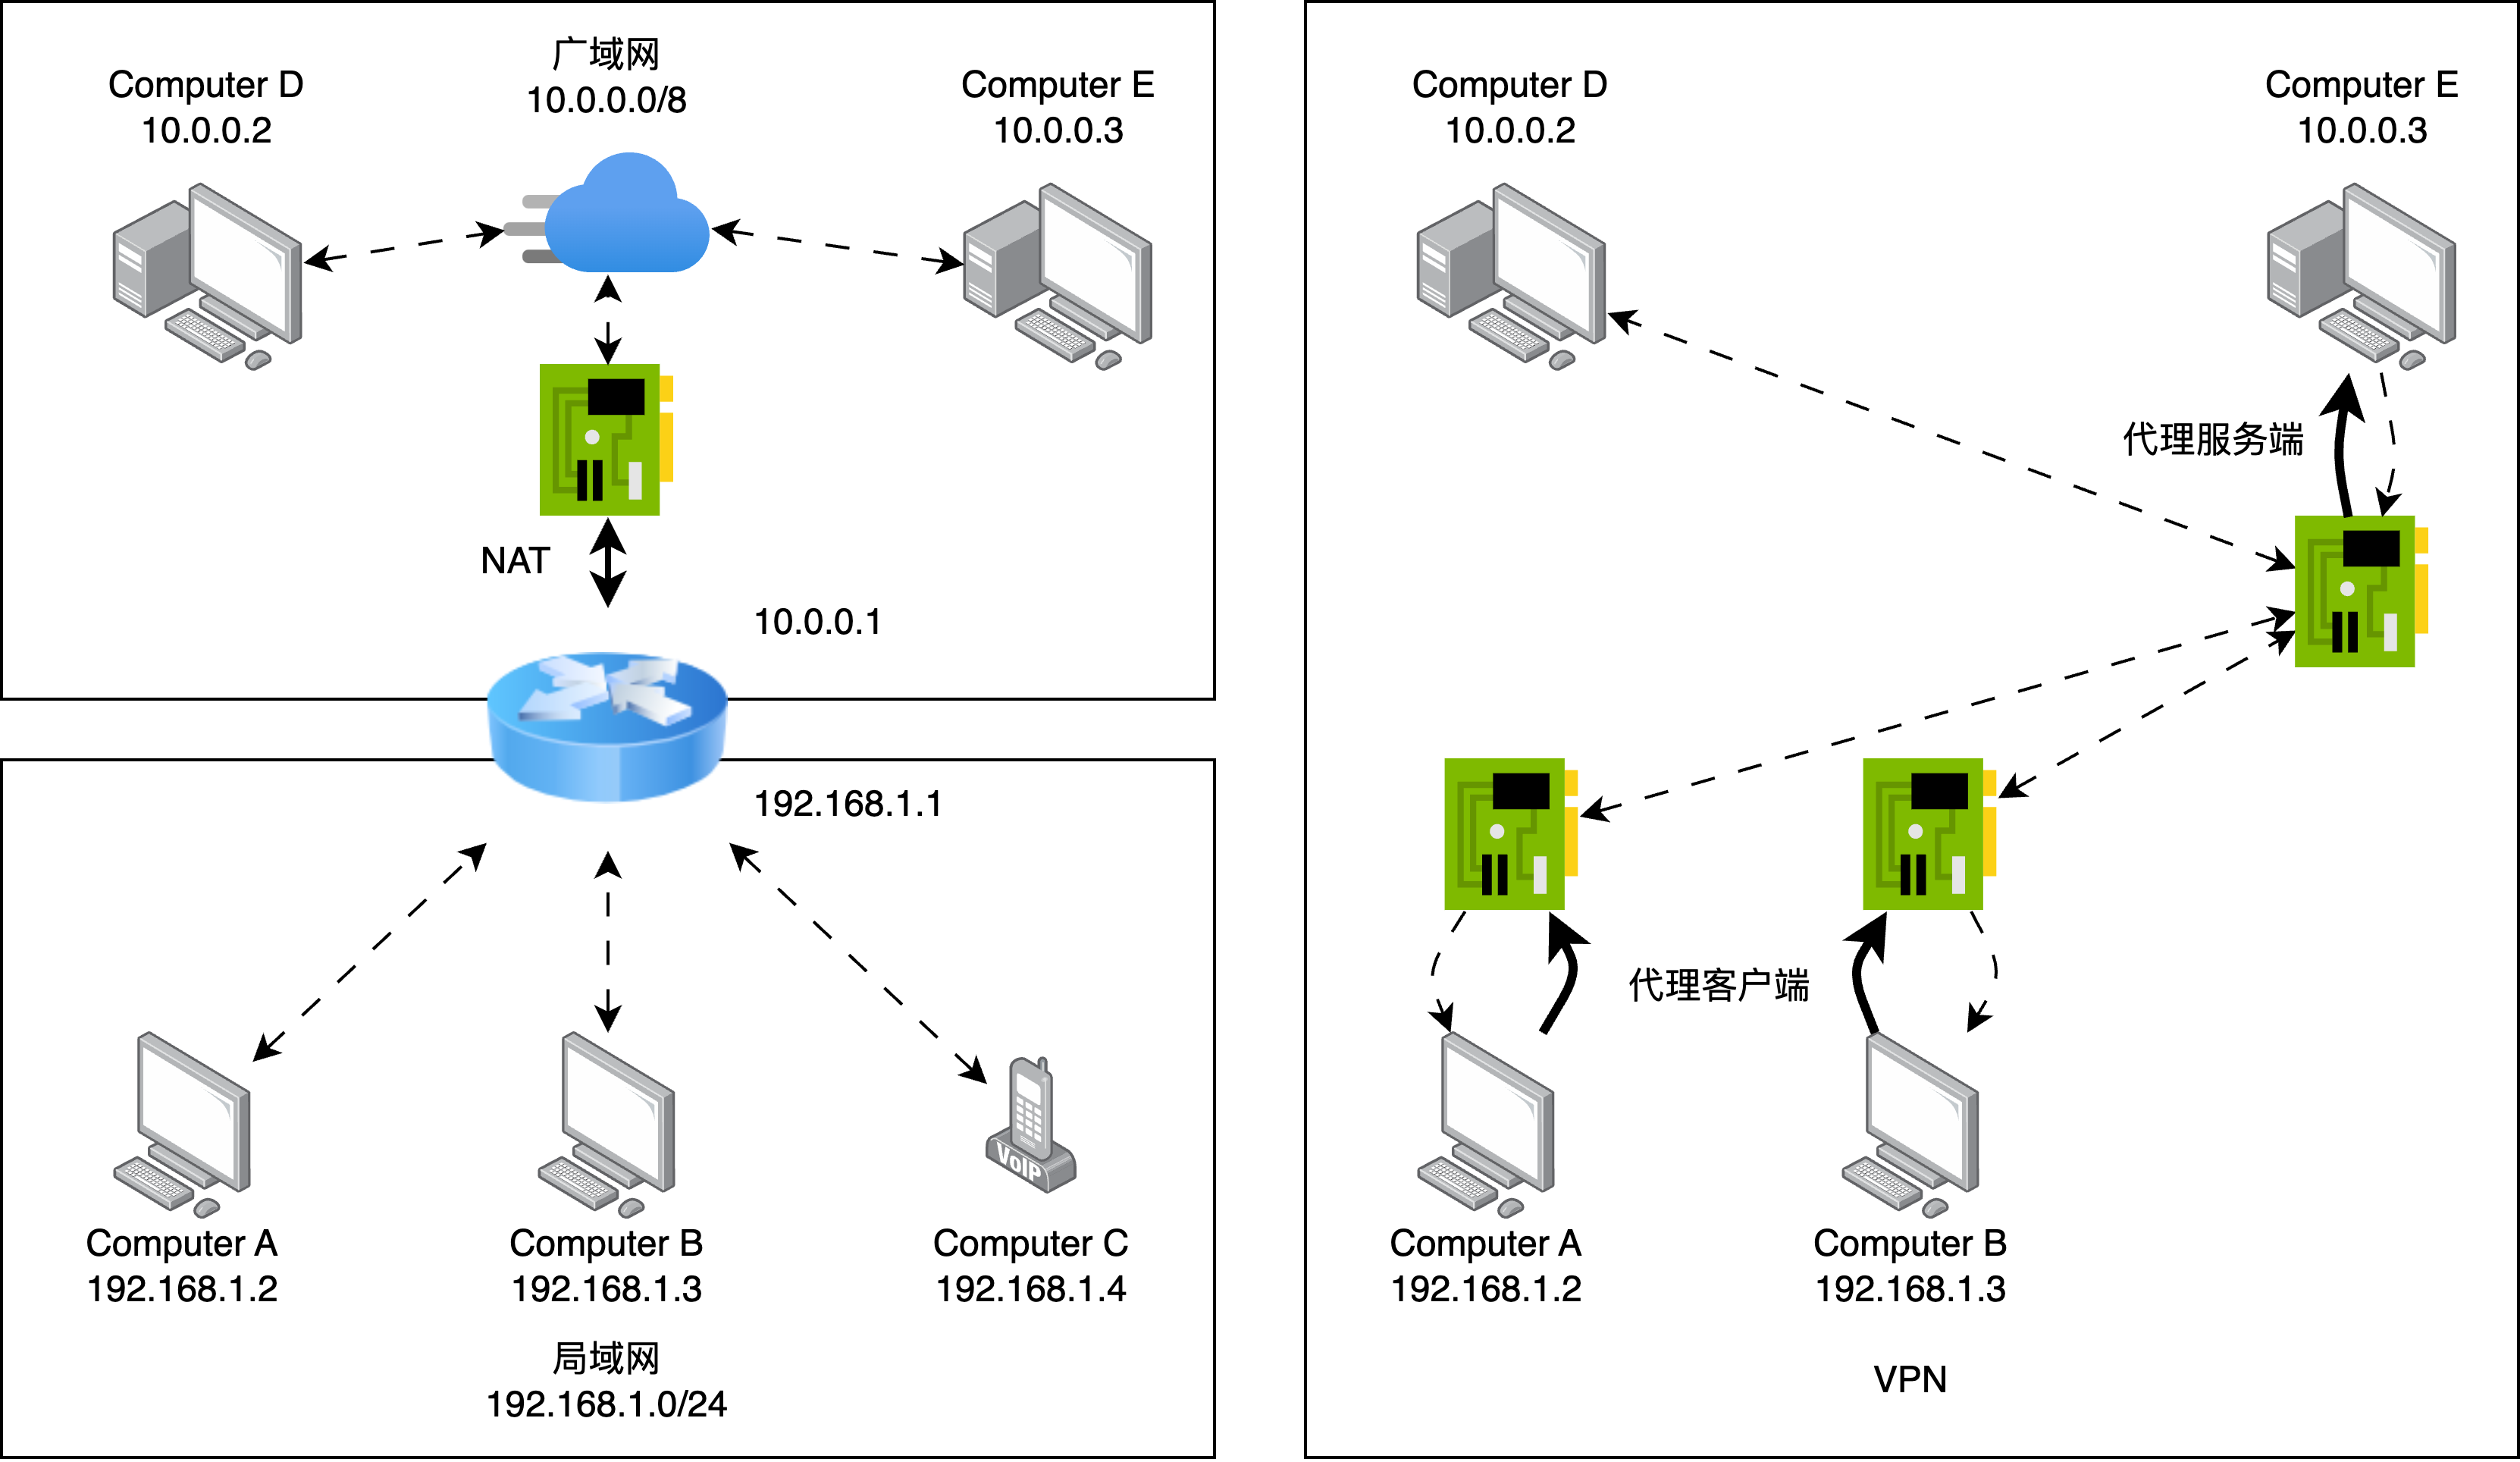 广域网
10.0.0.0/8
Computer D
10.0.0.2
Computer E
10.0.0.3
NAT
10.0.0.1
192.168.1.1
VoIP
Computer A
192.168.1.2
Computer B
192.168.1.3
Computer C
192.168.1.4
局域网
192.168.1.0/24
Computer D
10.0.0.2
Computer E
10.0.0.3
代理服务端
代理客户端
Computer A
192.168.1.2
Computer B
192.168.1.3
VPN